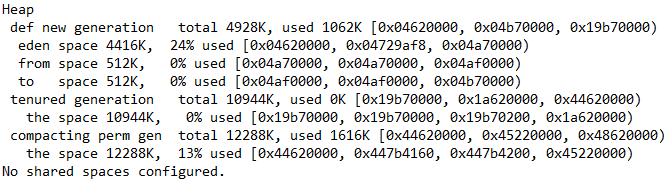 Heap
 def new generation   total 4928K, used 1062K [0x04620000, 0x04b70000, 0x19b70000)
  eden space 4416K,  24% used [0x04620000, 0x04729af8, 0x04a70000)
  from space 512K,   0% used [0x04a70000, 0x04a70000, 0x04af0000)
  to   space 512K,   0% used [0x04af0000, 0x04af0000, 0x04b70000)
 tenured generation   total 10944K, used 0K [0x19b70000, 0x1a620000, 0x44620000)
   the space 10944K,   0% used [0x19b70000, 0x19b70000, 0x19b70200, 0x1a620000)
 compacting perm gen  total 12288K, used 1616K [0x44620000, 0x45220000, 0x48620000)
   the space 12288K,  13% used [0x44620000, 0x447b4160, 0x447b4200, 0x45220000)
No shared spaces configured.